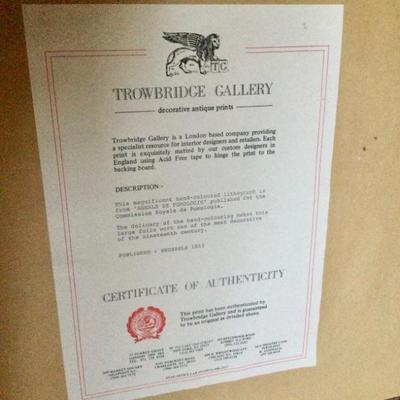 T.C.
TROWBRIDGE GALLERY
decorative antique prints
Trowbridge Gallery is a London based company providing
a specialist resource for interior designers and retailers. Each
print is exquisitely matted by our custom designers in
England using Acid Free tape to hinge the print to the
backing board.
DESCRIPTION:-
This magnificent hand-coloured lithograph is
from 'ANNALS DE POMOLOGIE' published for the
Commission Royale de Pomologie.
The delicacy of the hand-colouring makes this
large folio work one of the most decorative
of the nineteenth century.
PUBLISHED : BRUSSELS
CERTIFICATE OF AUTHENTICITY
This print has been authenticated by
Trowbridge Gallery and is guaranteed
to be an original as detailed above.